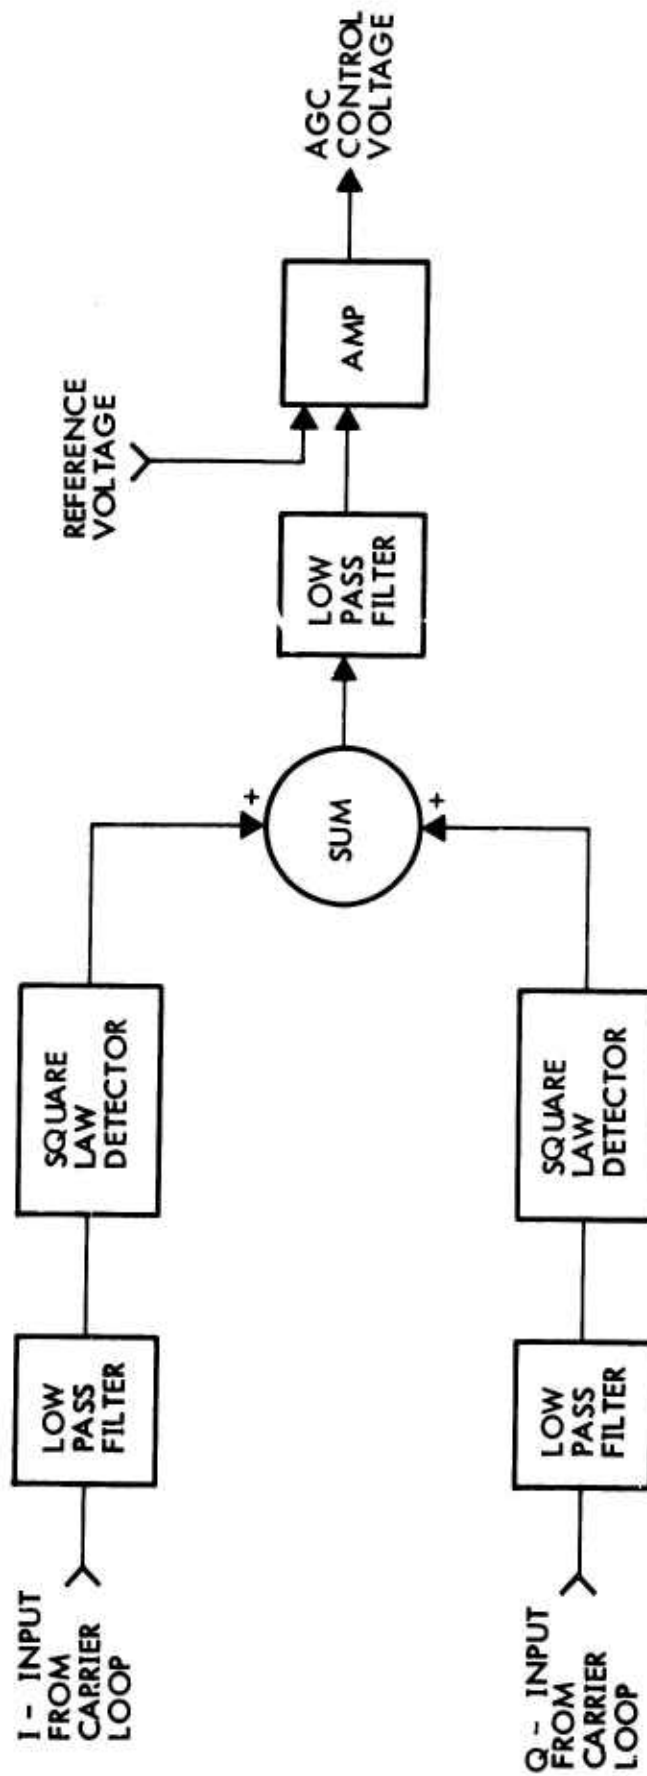 I - INPUT
FROM
CARRIER
LOOP
LOW
PASS
FILTER
SQUARE
LAW
DETECTOR
+
SUM
+
LOW
PASS
FILTER
REFERENCE
VOLTAGE
AMP
AGC
CONTROL
VOLTAGE
Q - INPUT
FROM
CARRIER
LOOP
LOW
PASS
FILTER
SQUARE
LAW
DETECTOR